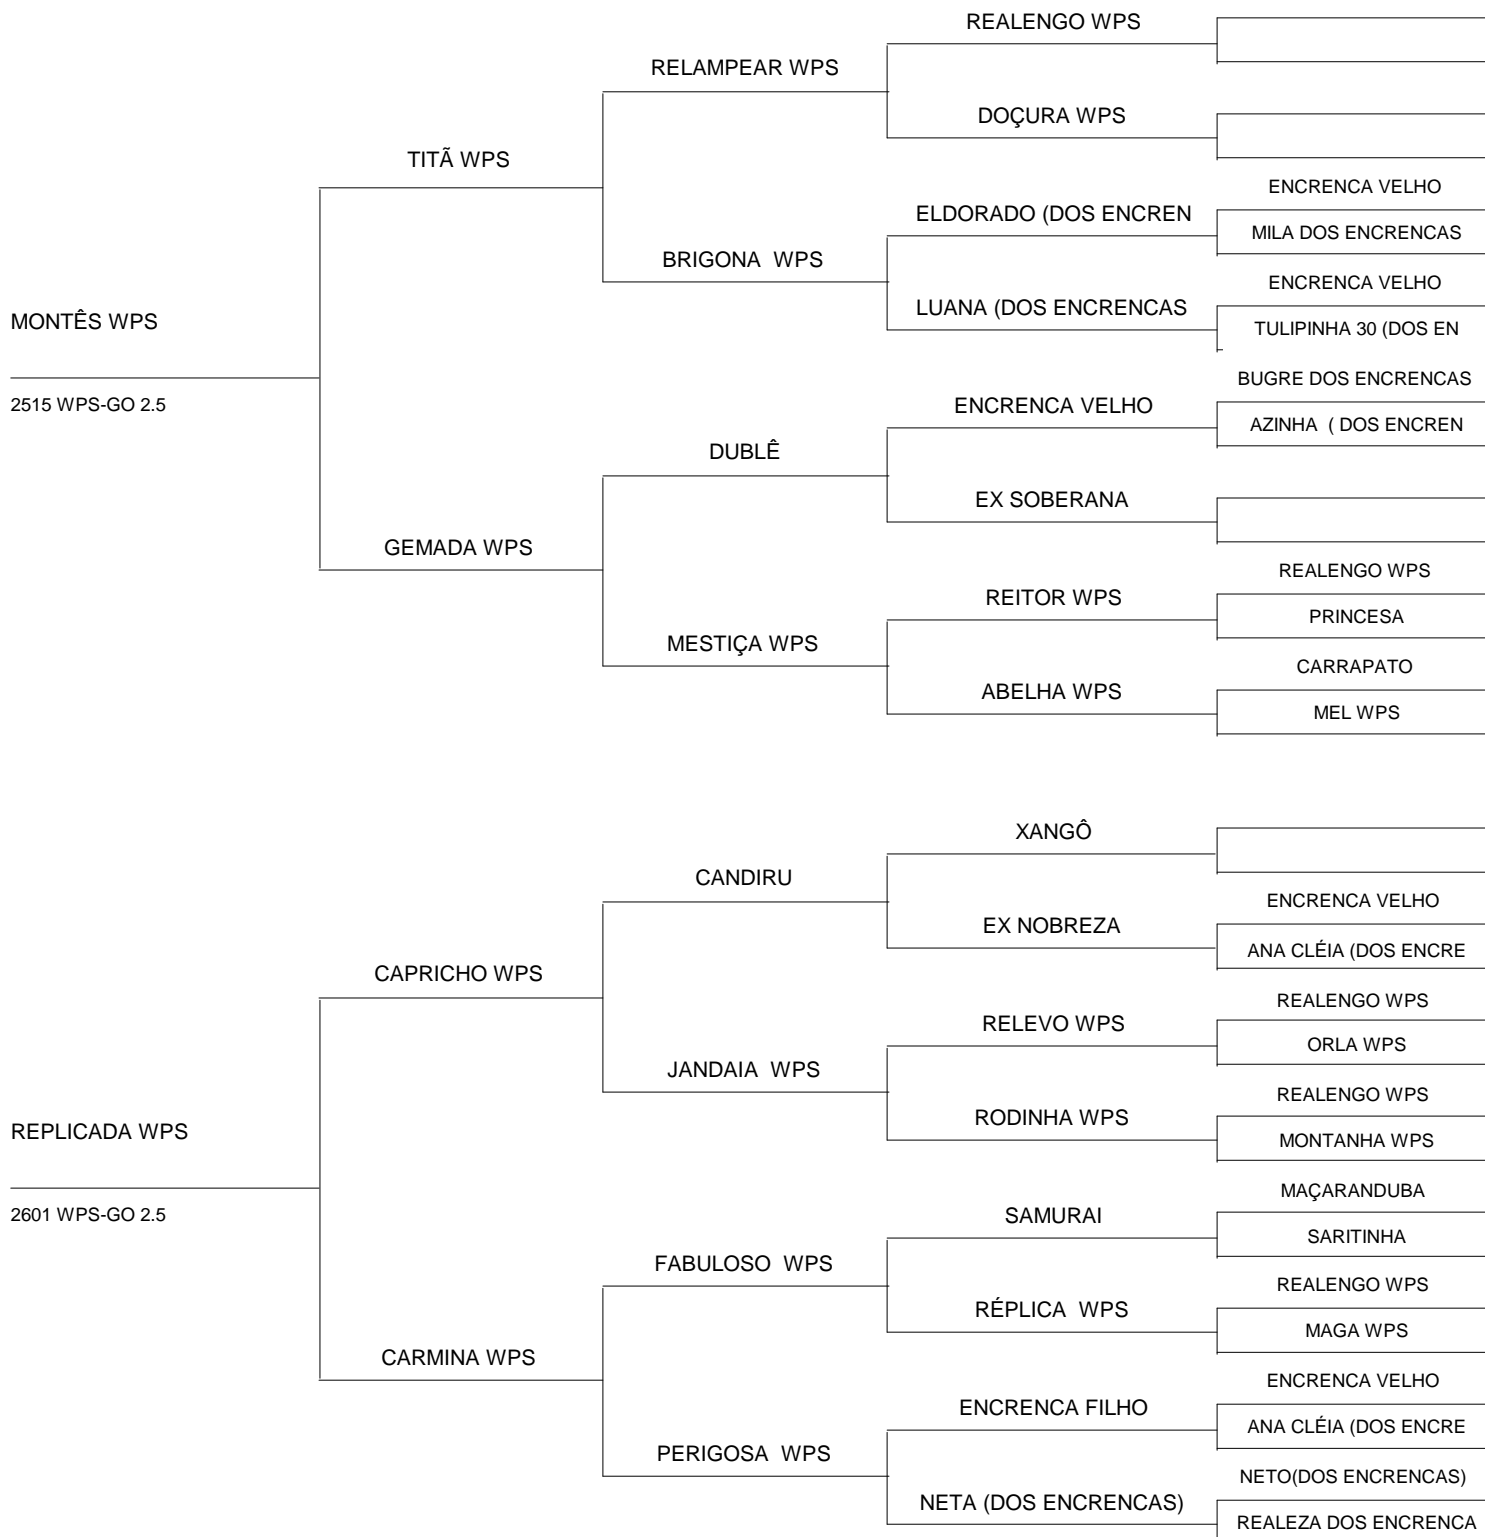 REALENGO WPS
RELAMPEAR WPS
DOÇURA WPS
TITÃ WPS
ENCRENCA VELHO
ELDORADO (DOS ENCREN
MILA DOS ENCRENCAS
BRIGONA  WPS
ENCRENCA VELHO
LUANA (DOS ENCRENCAS
TULIPINHA 30 (DOS EN
MONTÊS WPS
2515 WPS-GO 2.5
BUGRE DOS ENCRENCAS
ENCRENCA VELHO
AZINHA  ( DOS ENCREN
DUBLÊ
EX SOBERANA
GEMADA WPS
REALENGO WPS
REITOR WPS
PRINCESA
MESTIÇA WPS
CARRAPATO
ABELHA WPS
MEL WPS
XANGÔ
CANDIRU
ENCRENCA VELHO
EX NOBREZA
ANA CLÉIA (DOS ENCRE
CAPRICHO WPS
REALENGO WPS
RELEVO WPS
ORLA WPS
JANDAIA  WPS
REALENGO WPS
RODINHA WPS
MONTANHA WPS
REPLICADA WPS
2601 WPS-GO 2.5
MAÇARANDUBA
SAMURAI
SARITINHA
FABULOSO  WPS
REALENGO WPS
RÉPLICA  WPS
MAGA WPS
CARMINA WPS
ENCRENCA VELHO
ENCRENCA FILHO
ANA CLÉIA (DOS ENCRE
PERIGOSA  WPS
NETO(DOS ENCRENCAS)
NETA (DOS ENCRENCAS)
REALEZA DOS ENCRENCA